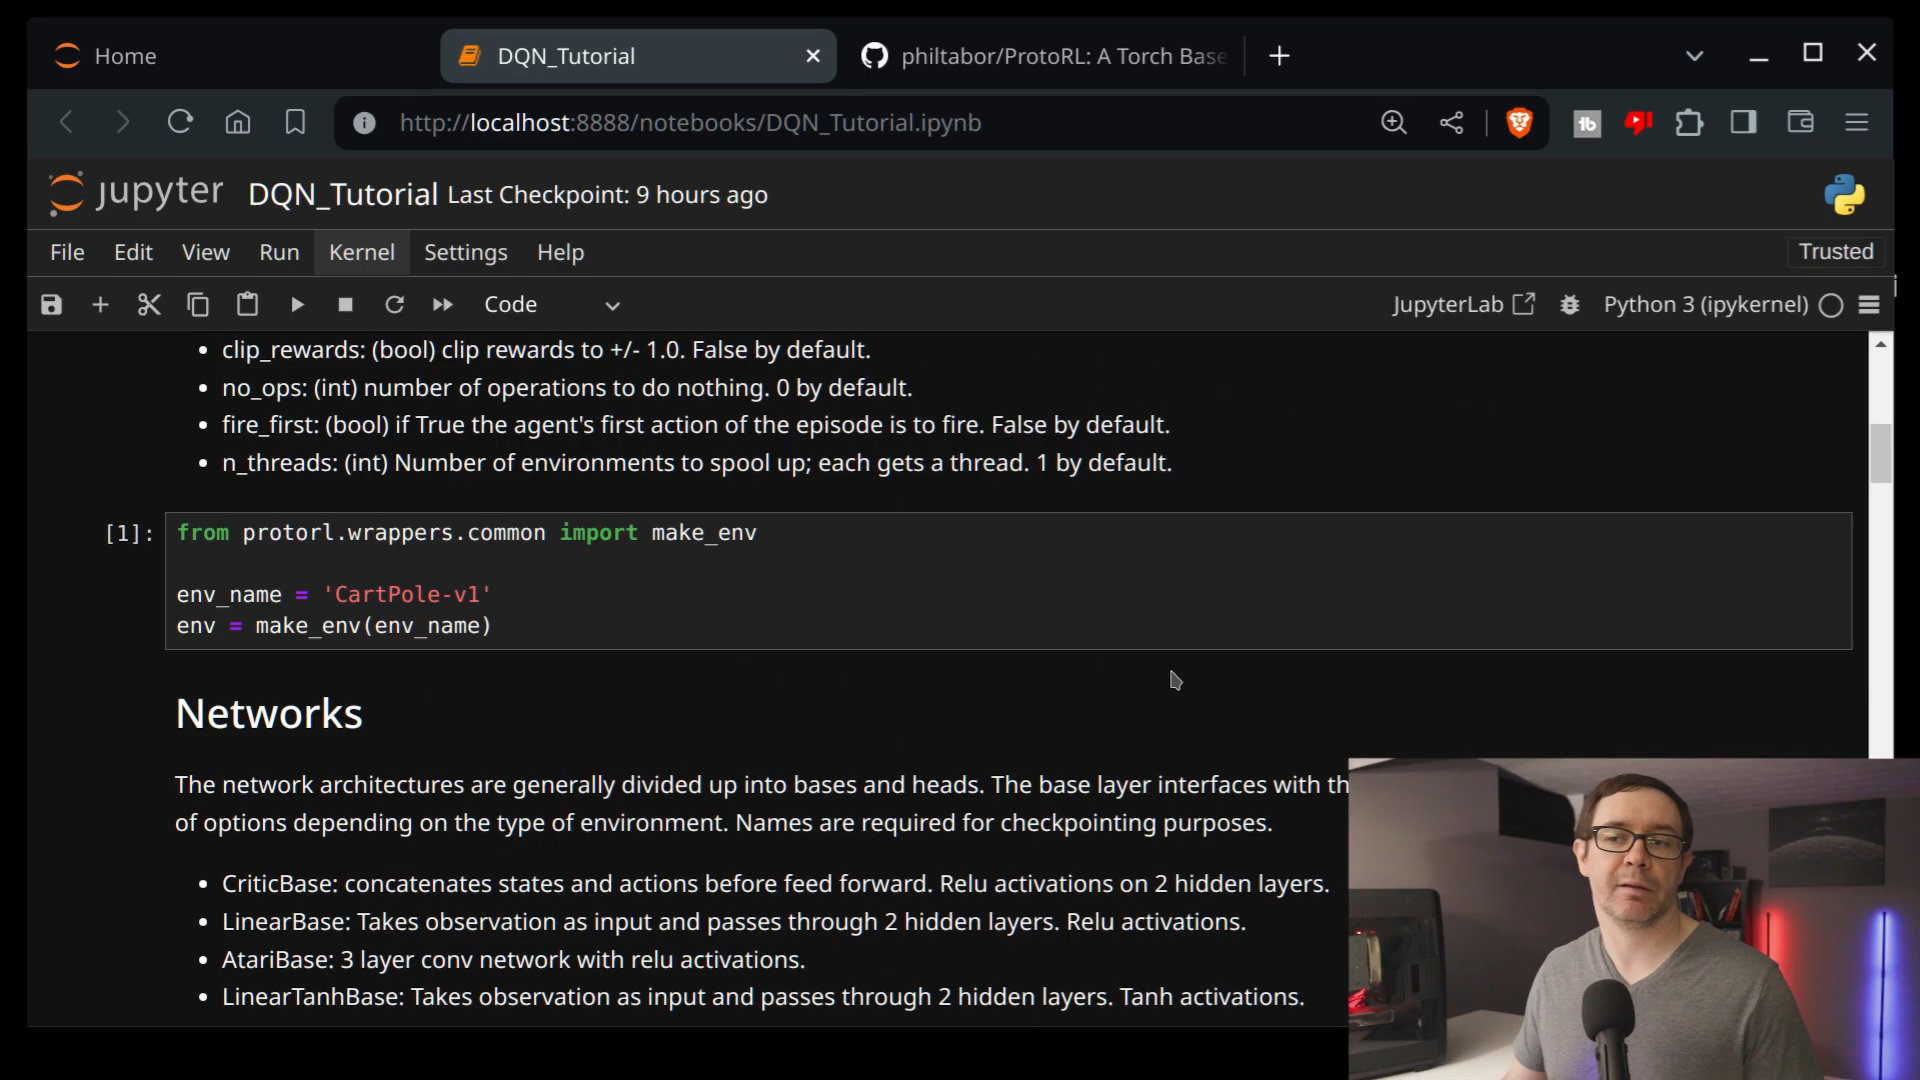 Home
DQN_Tutorial
philtabor/ProtoRL: A Torch Base
http://localhost:8888/notebooks/DQN_Tutorial.ipynb
tb
jupyter DQN_Tutorial Last Checkpoint: 9 hours ago
File Edit View Run Kernel Settings Help
Trusted
Code
JupyterLab
Python 3 (ipykernel)
• clip_rewards: (bool) clip rewards to +/- 1.0. False by default.
• no_ops: (int) number of operations to do nothing. 0 by default.
• fire_first: (bool) if True the agent's first action of the episode is to fire. False by default.
• n_threads: (int) Number of environments to spool up; each gets a thread. 1 by default.
[1]: from protorl.wrappers.common import make_env
env_name = 'CartPole-v1'
env = make_env(env_name)
Networks
The network architectures are generally divided up into bases and heads. The base layer interfaces with th
of options depending on the type of environment. Names are required for checkpointing purposes.
• CriticBase: concatenates states and actions before feed forward. Relu activations on 2 hidden layers.
• LinearBase: Takes observation as input and passes through 2 hidden layers. Relu activations.
• AtariBase: 3 layer conv network with relu activations.
• LinearTanhBase: Takes observation as input and passes through 2 hidden layers. Tanh activations.